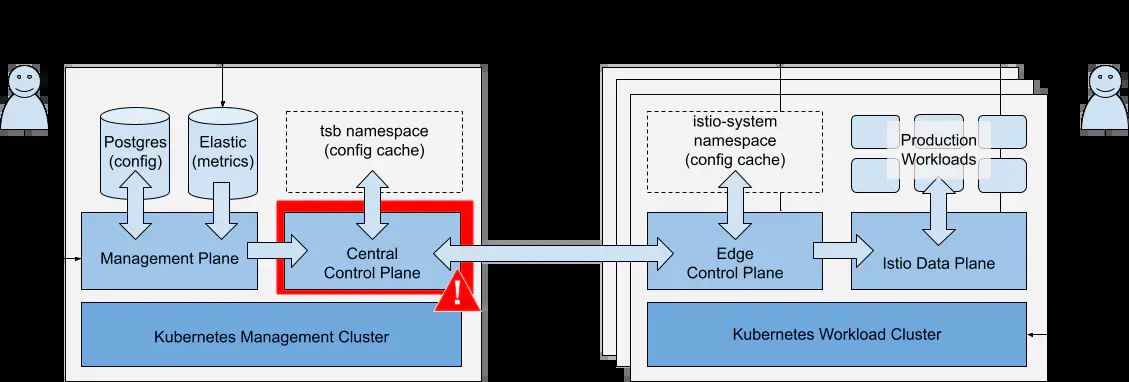 Postgres
(config)
Elastic
(metrics)
tsb namespace
(config cache)
Management Plane
Central
Control Plane
!
Kubernetes Management Cluster
istio-system
namespace
(config cache)
Production
Workloads
Edge
Control Plane
Istio Data Plane
Kubernetes Workload Cluster